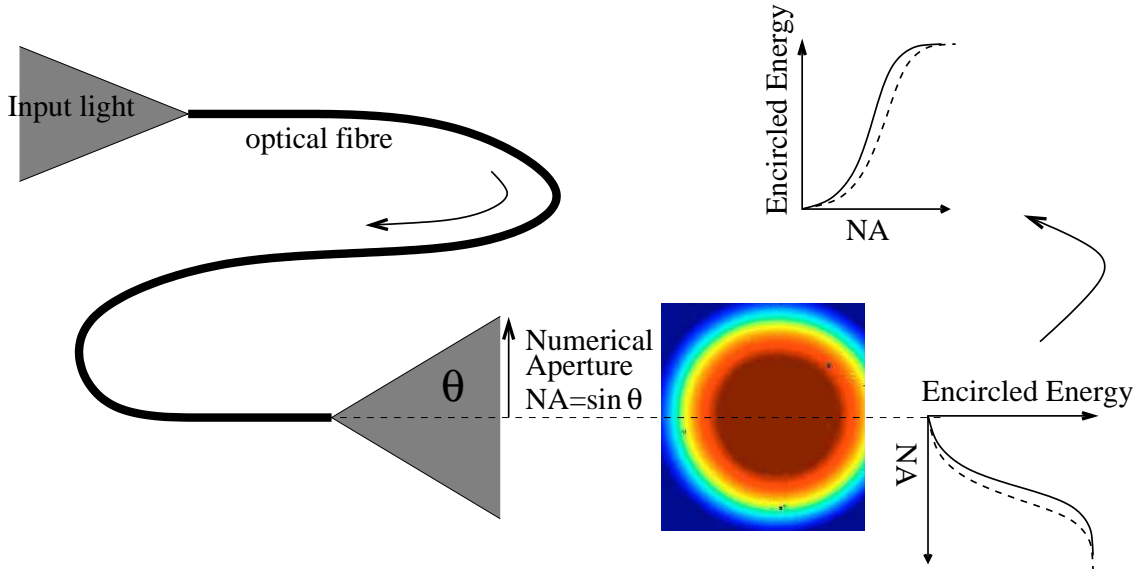 Input light
optical fibre
Encircled Energy
NA
θ
Numerical
Aperture
NA=sin θ
Encircled Energy
NA